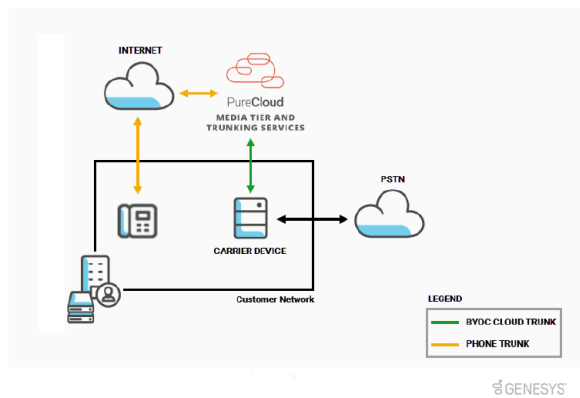 INTERNET
PureCloud
MEDIA TIER AND
TRUNKING SERVICES
PSTN
CARRIER DEVICE
Customer Network
LEGEND
BYOC CLOUD TRUNK
PHONE TRUNK
GENESYS